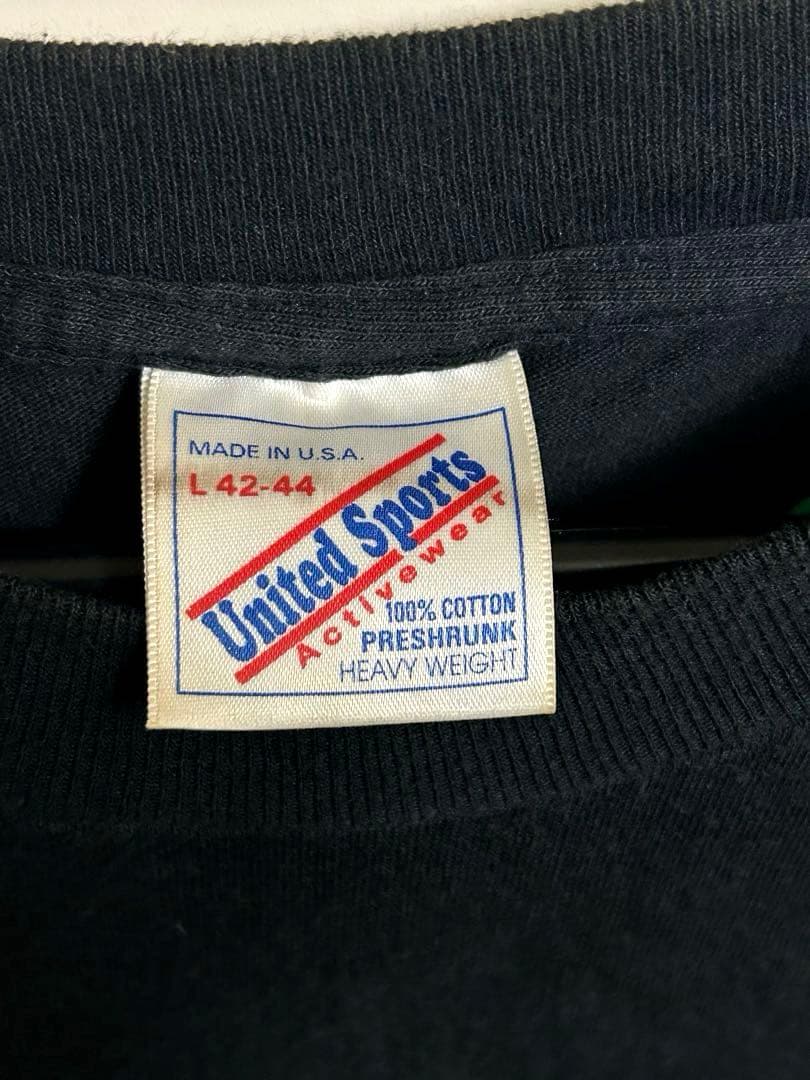 MADE IN U.S.A.
L 42-44
United Sports
Activewear
100% COTTON
PRESHRUNK
HEAVY WEIGHT